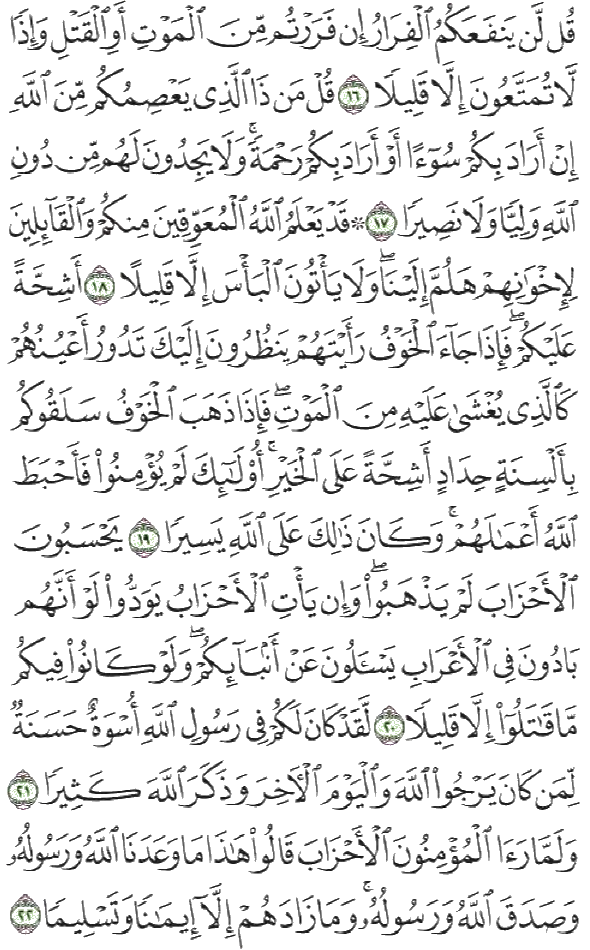 قُل لَّن يَنفَعَكُمُ ٱلْفِرَارُ إِن فَرَرْتُم مِّنَ ٱلْمَوْتِ أَوِ ٱلْقَتْلِ وَإِذًا
لَّا تُمَتَّعُونَ إِلَّا قَلِيلًا ١٦ قُلْ مَن ذَا ٱلَّذِى يَعْصِمُكُم مِّنَ ٱللَّهِ
إِنْ أَرَادَ بِكُمْ سُوٓءًا أَوْ أَرَادَ بِكُمْ رَحْمَةً ۚ وَلَا يَجِدُونَ لَهُم مِّن دُونِ
ٱللَّهِ وَلِيًّا وَلَا نَصِيرًا ١٧ ۞ قَدْ يَعْلَمُ ٱللَّهُ ٱلْمُعَوِّقِينَ مِنكُمْ وَٱلْقَآئِلِينَ
لِإِخْوَٰنِهِمْ هَلُمَّ إِلَيْنَا ۖ وَلَا يَأْتُونَ ٱلْبَأْسَ إِلَّا قَلِيلًا ١٨ أَشِحَّةً
عَلَيْكُمْ ۖ فَإِذَا جَآءَ ٱلْخَوْفُ رَأَيْتَهُمْ يَنظُرُونَ إِلَيْكَ تَدُورُ أَعْيُنُهُمْ
كَٱلَّذِى يُغْشَىٰ عَلَيْهِ مِنَ ٱلْمَوْتِ ۖ فَإِذَا ذَهَبَ ٱلْخَوْفُ سَلَقُوكُم
بِأَلْسِنَةٍ حِدَادٍ أَشِحَّةً عَلَى ٱلْخَيْرِ ۚ أُو۟لَٰٓئِكَ لَمْ يُؤْمِنُوا۟ فَأَحْبَطَ
ٱللَّهُ أَعْمَٰلَهُمْ ۚ وَكَانَ ذَٰلِكَ عَلَى ٱللَّهِ يَسِيرًا ١٩ يَحْسَبُونَ
ٱلْأَحْزَابَ لَمْ يَذْهَبُوا۟ ۖ وَإِن يَأْتِ ٱلْأَحْزَابُ يَوَدُّوا۟ لَوْ أَنَّهُم
بَادُونَ فِى ٱلْأَعْرَابِ يَسْـَٔلُونَ عَنْ أَنۢبَآئِكُمْ ۖ وَلَوْ كَانُوا۟ فِيكُم
مَّا قَٰتَلُوٓا۟ إِلَّا قَلِيلًا ٢٠ لَّقَدْ كَانَ لَكُمْ فِى رَسُولِ ٱللَّهِ أُسْوَةٌ حَسَنَةٌ
لِّمَن كَانَ يَرْجُوا۟ ٱللَّهَ وَٱلْيَوْمَ ٱلْءَاخِرَ وَذَكَرَ ٱللَّهَ كَثِيرًا ٢١
وَلَمَّا رَءَا ٱلْمُؤْمِنُونَ ٱلْأَحْزَابَ قَالُوا۟ هَٰذَا مَا وَعَدَنَا ٱللَّهُ وَرَسُولُهُۥ
وَصَدَقَ ٱللَّهُ وَرَسُولُهُۥ ۚ وَمَا زَادَهُمْ إِلَّآ إِيمَٰنًا وَتَسْلِيمًا ٢٢